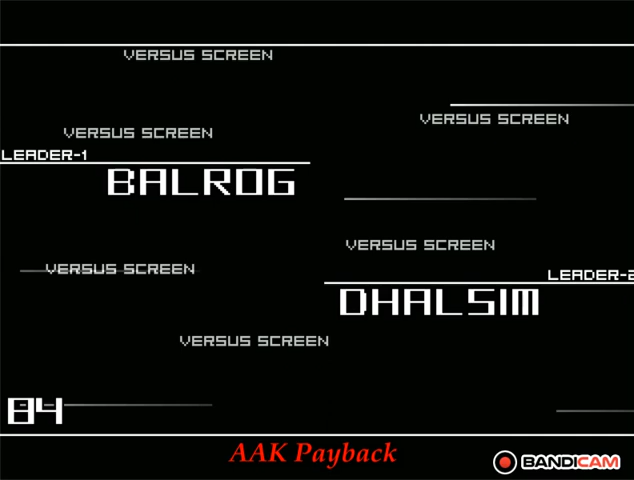 VERSUS SCREEN
VERSUS SCREEN
VERSUS SCREEN
LEADER-1
BALROG
VERSUS SCREEN
VERSUS SCREEN
LEADER-2
DHALSIM
VERSUS SCREEN
84
AAK Payback
BANDICAM